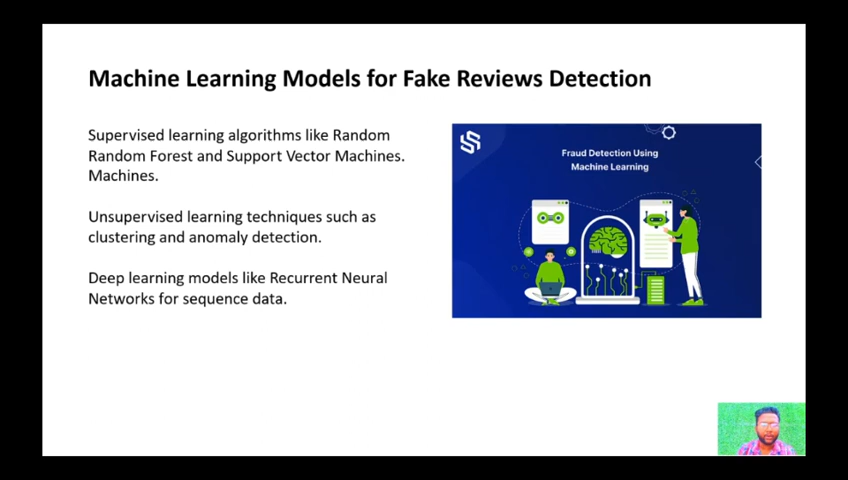 Machine Learning Models for Fake Reviews Detection
Supervised learning algorithms like Random
Random Forest and Support Vector Machines.
Machines.
Unsupervised learning techniques such as
clustering and anomaly detection.
Deep learning models like Recurrent Neural
Networks for sequence data.
Fraud Detection Using
Machine Learning